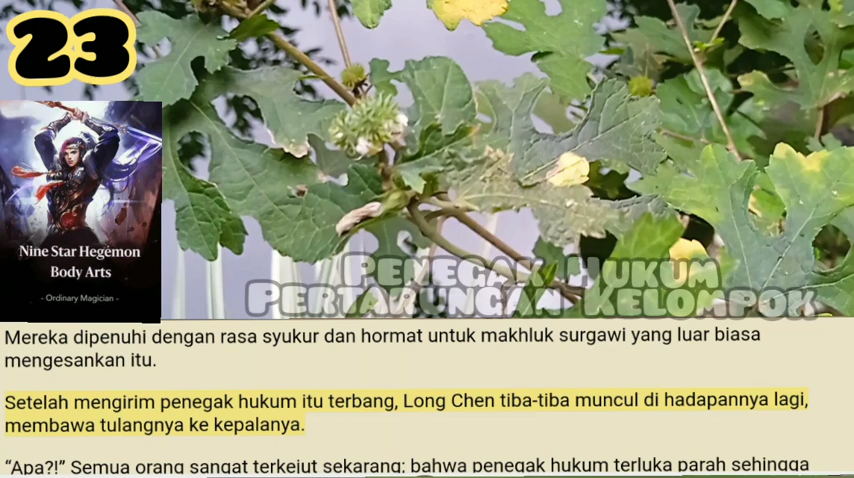 23
Nine Star Hegemon
Body Arts
- Ordinary Magician -
Penegak Hukum
Pertarungan Kelompok
Mereka dipenuhi dengan rasa syukur dan hormat untuk makhluk surgawi yang luar biasa
mengesankan itu.
Setelah mengirim penegak hukum itu terbang, Long Chen tiba-tiba muncul di hadapannya lagi,
membawa tulangnya ke kepalanya.
“Apa?!” Semua orang sangat terkejut sekarang: bahwa penegak hukum terluka parah sehingga